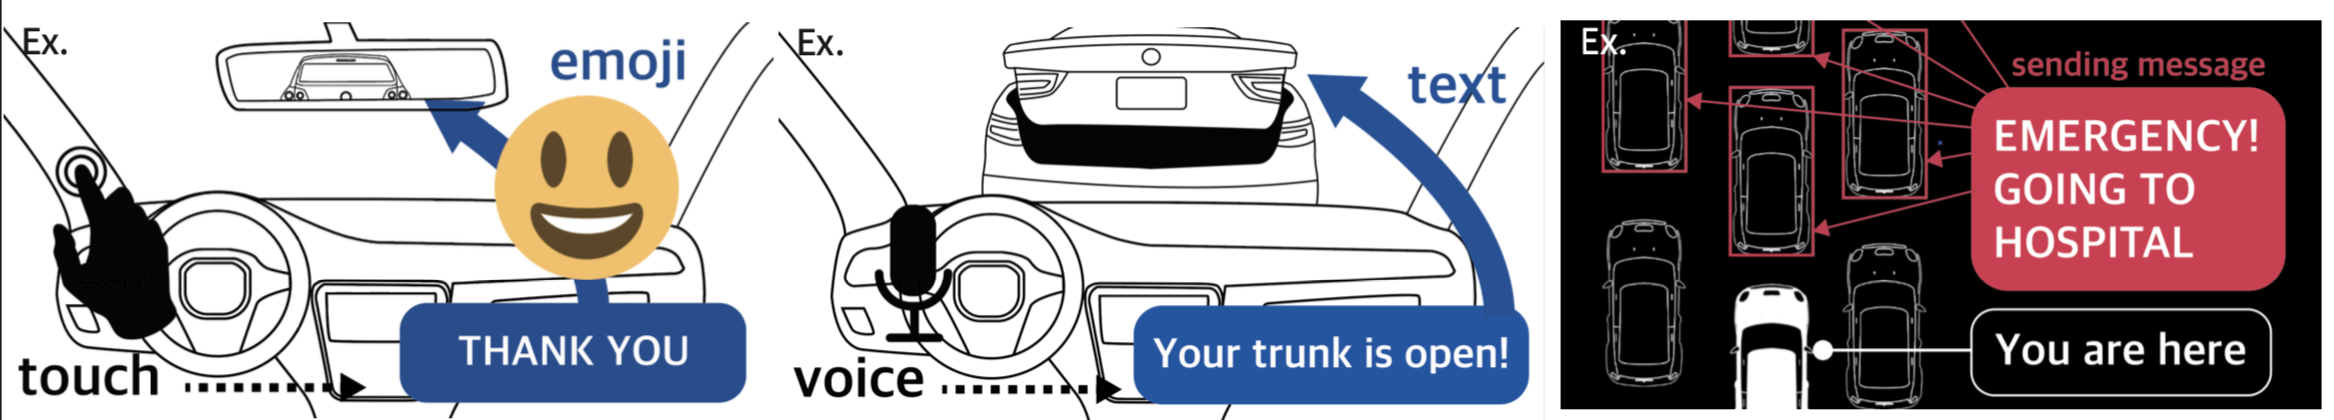 Ex.
emoji
THANK YOU
touch
Ex.
text
Your trunk is open!
voice
Ex.
sending message
EMERGENCY!
GOING TO
HOSPITAL
You are here